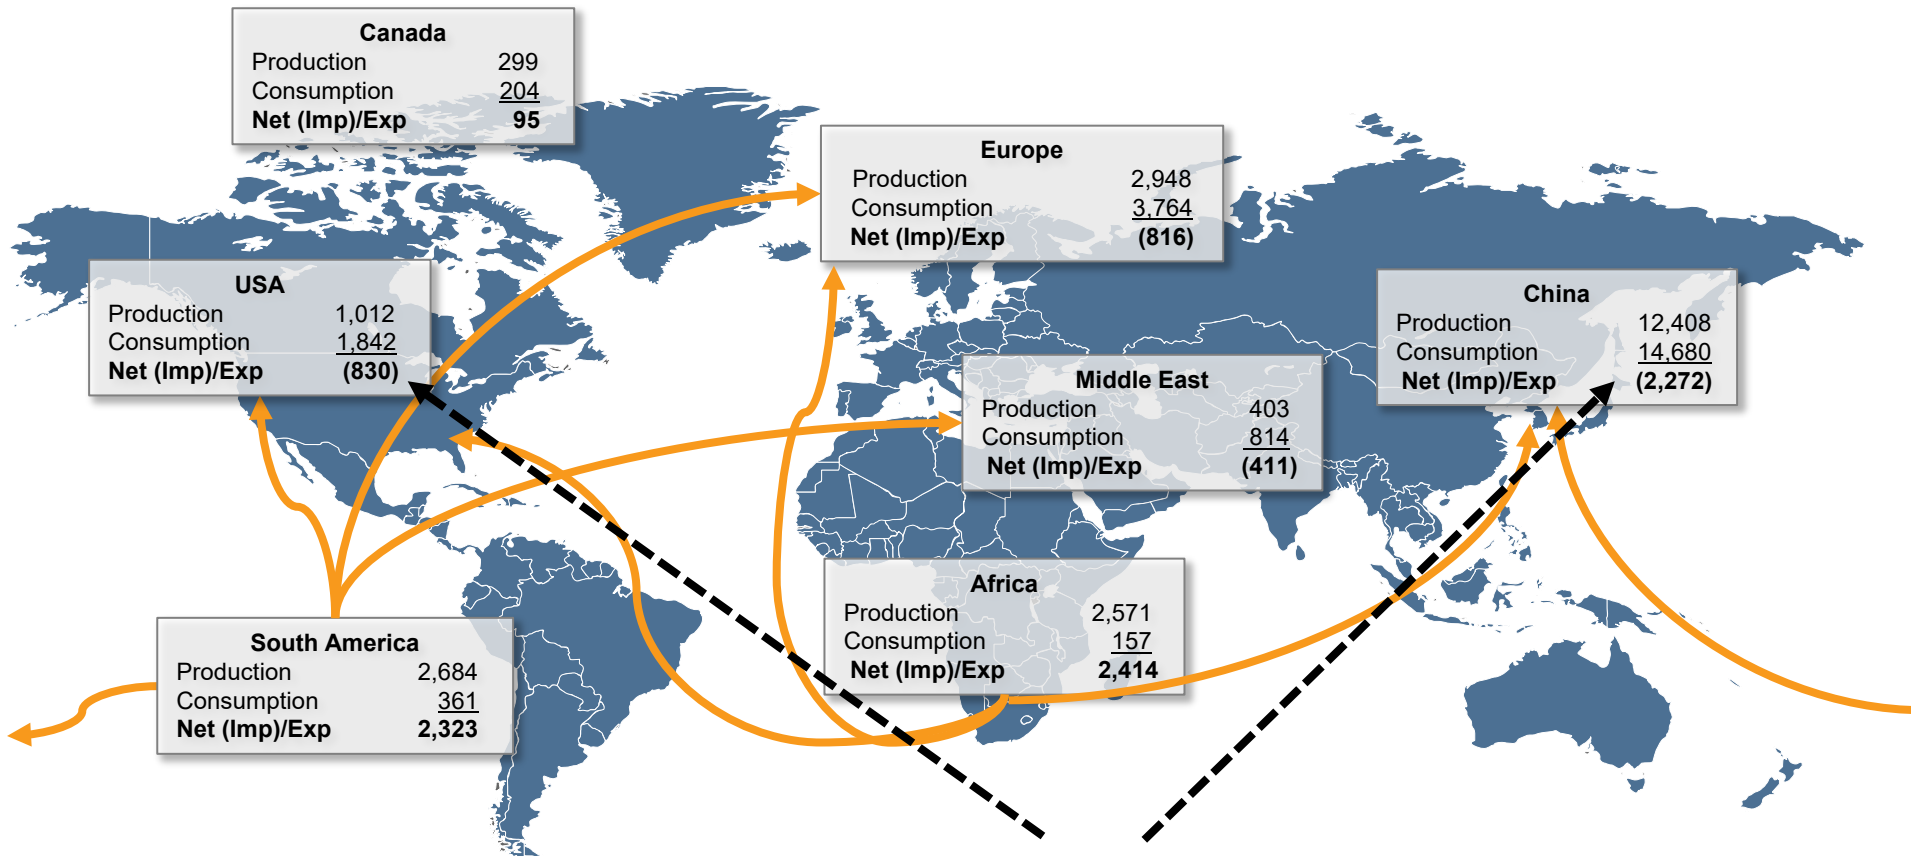 Canada
Production 299
Consumption 204
Net (Imp)/Exp 95
Europe
Production 2,948
Consumption 3,764
Net (Imp)/Exp (816)
USA
Production 1,012
Consumption 1,842
Net (Imp)/Exp (830)
China
Production 12,408
Consumption 14,680
Net (Imp)/Exp (2,272)
Middle East
Production 403
Consumption 814
Net (Imp)/Exp (411)
Africa
Production 2,571
Consumption 157
Net (Imp)/Exp 2,414
South America
Production 2,684
Consumption 361
Net (Imp)/Exp 2,323